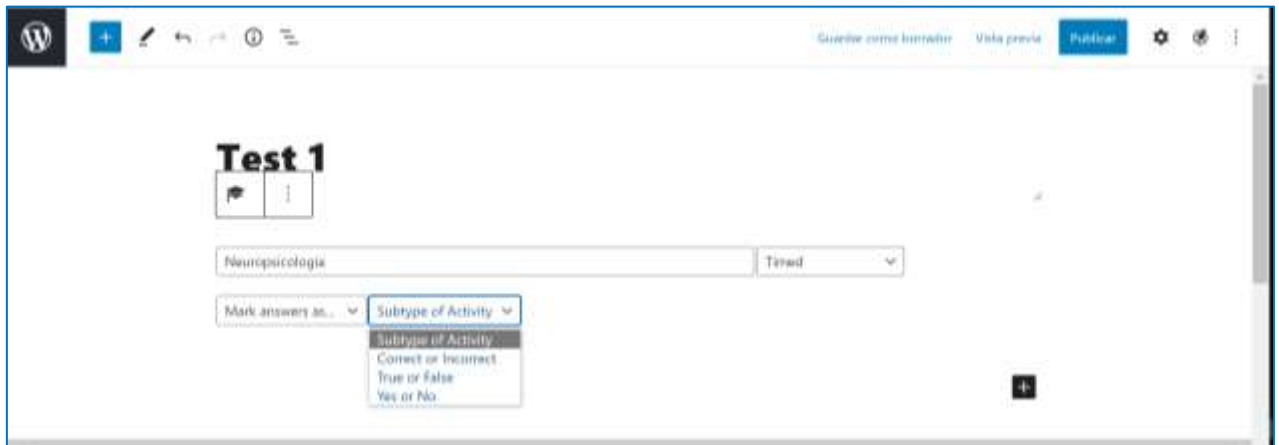 Guardar como borrador Vista previa Publicar
Test 1
Neuropsicología Timed
Mark answers as... Subtype of Activity
Subtype of Activity
Correct or Incorrect
True or False
Yes or No